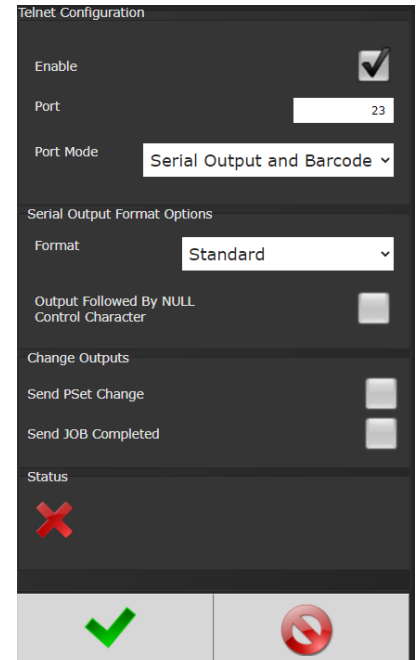 Telnet Configuration
Enable
Port
23
Port Mode
Serial Output and Barcode
Serial Output Format Options
Format
Standard
Output Followed By NULL
Control Character
Change Outputs
Send PSet Change
Send JOB Completed
Status